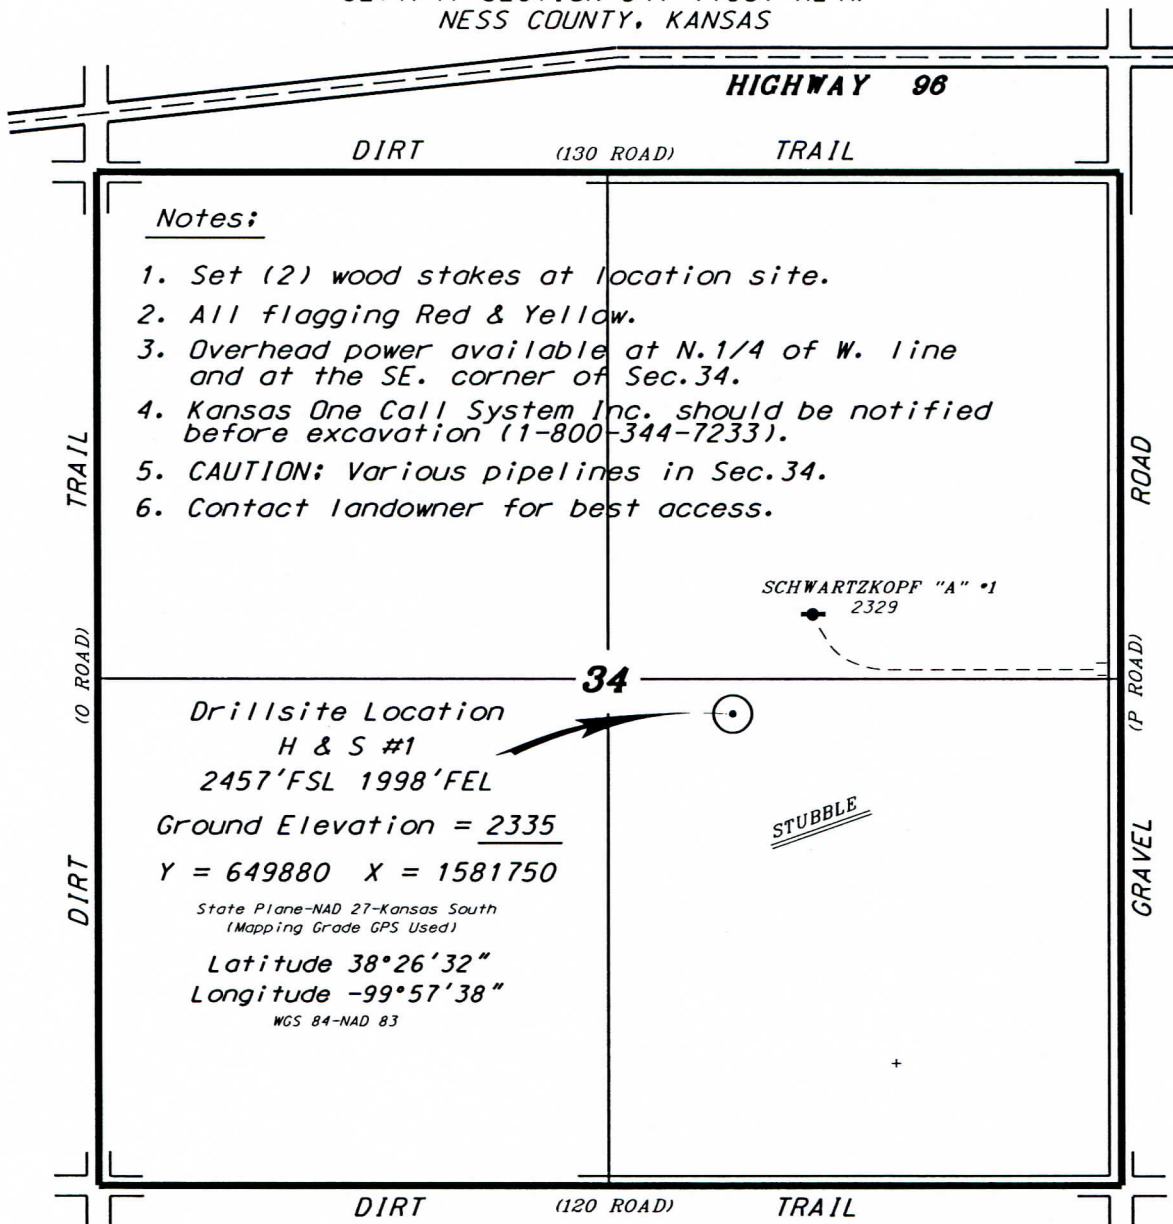 NESS COUNTY, KANSAS
HIGHWAY 96
DIRT (130 ROAD) TRAIL
Notes:
1. Set (2) wood stakes at location site.
2. All flagging Red & Yellow.
3. Overhead power available at N.1/4 of W. line
and at the SE. corner of Sec.34.
4. Kansas One Call System Inc. should be notified
before excavation (1-800-344-7233).
5. CAUTION: Various pipelines in Sec.34.
6. Contact landowner for best access.
TRAIL
(O ROAD)
DIRT
ROAD
(P ROAD)
GRAVEL
SCHWARTZKOPF "A" #1
2329
34
Drillsite Location
H & S #1
2457'FSL 1998'FEL
Ground Elevation = 2335
Y = 649880 X = 1581750
State Plane-NAD 27-Kansas South
(Mapping Grade GPS Used)
Latitude 38°26'32"
Longitude -99°57'38"
WGS 84-NAD 83
STUBBLE
DIRT (120 ROAD) TRAIL